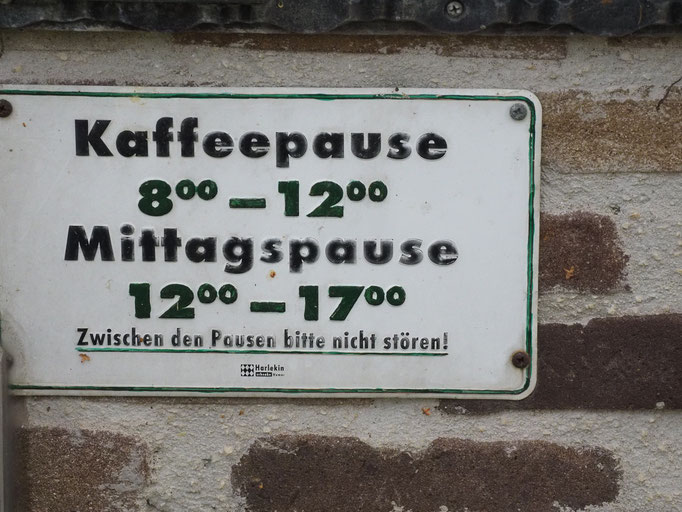 Kaffeepause
8⁰⁰ – 12⁰⁰
Mittagspause
12⁰⁰ – 17⁰⁰
Zwischen den Pausen bitte nicht stören!
Harlekin